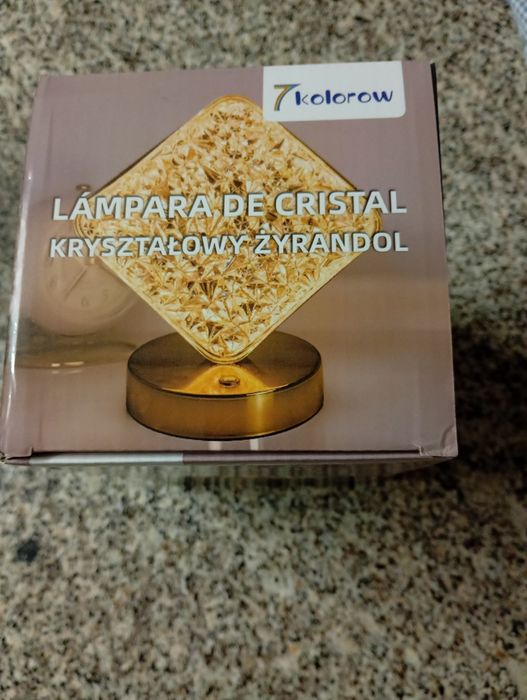 7kolorow
LÁMPARA DE CRISTAL
KRYSZTAŁOWY ŻYRANDOL